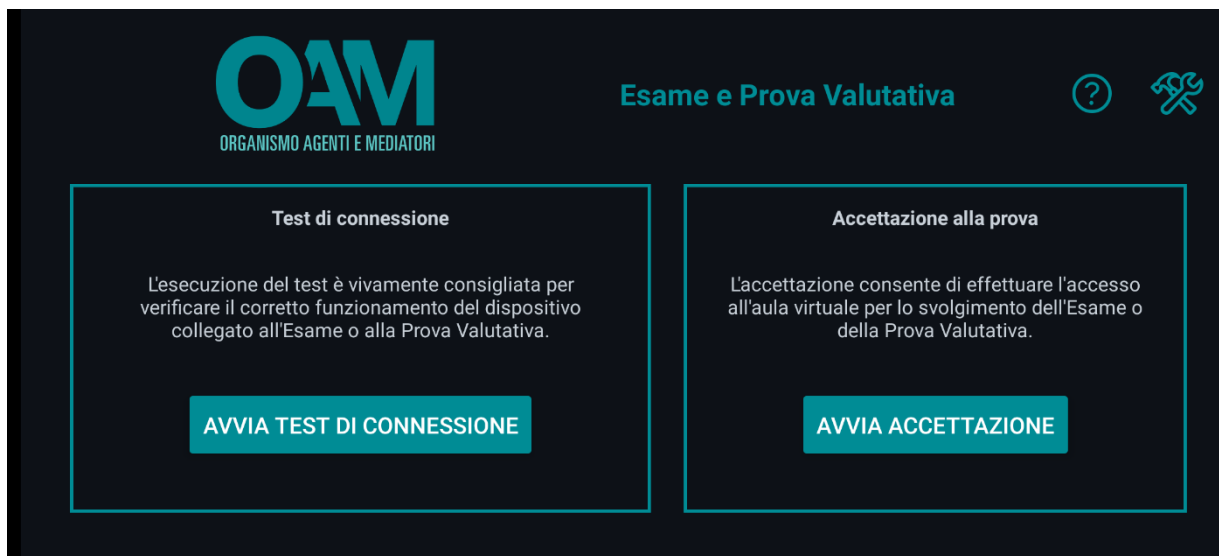 OAM
ORGANISMO AGENTI E MEDIATORI
Esame e Prova Valutativa
?
Test di connessione
L'esecuzione del test è vivamente consigliata per
verificare il corretto funzionamento del dispositivo
collegato all'Esame o alla Prova Valutativa.
AVVIA TEST DI CONNESSIONE
Accettazione alla prova
L'accettazione consente di effettuare l'accesso
all'aula virtuale per lo svolgimento dell'Esame o
della Prova Valutativa.
AVVIA ACCETTAZIONE